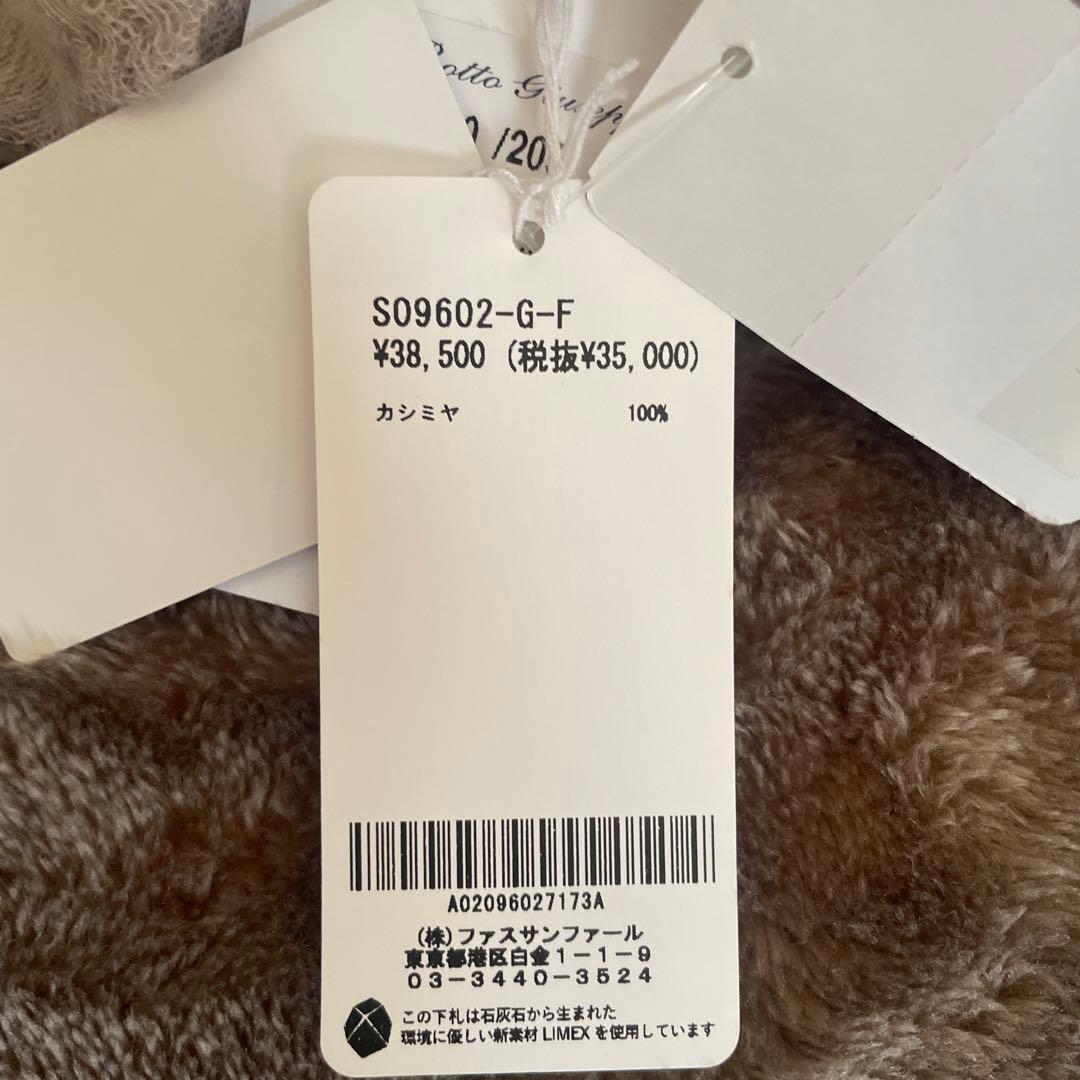 /20
S09602-G-F
¥38,500 (税抜¥35,000)
カシミヤ 100%
A02096027173A
(株)ファスサンファール
東京都港区白金1-1-9
03-3440-3524
この下札は石灰石から生まれた
環境に優しい新素材 LIMEX を使用しています